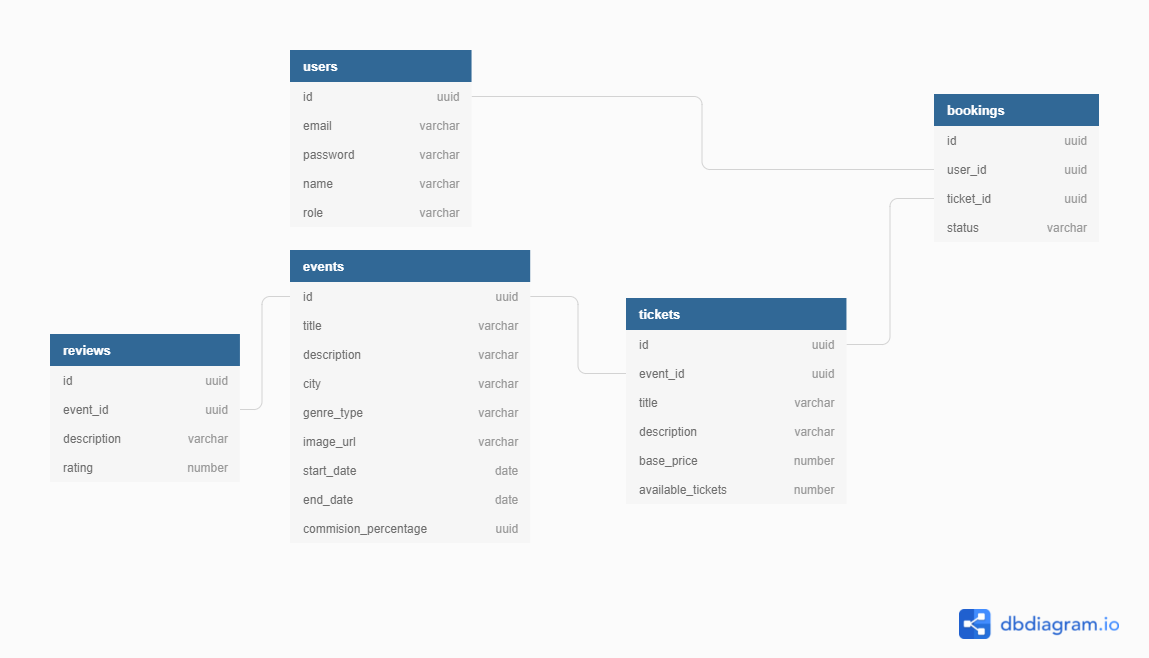 users
id uuid
email varchar
password varchar
name varchar
role varchar
bookings
id uuid
user_id uuid
ticket_id uuid
status varchar
events
id uuid
title varchar
description varchar
city varchar
genre_type varchar
image_url varchar
start_date date
end_date date
commision_percentage uuid
tickets
id uuid
event_id uuid
title varchar
description varchar
base_price number
available_tickets number
reviews
id uuid
event_id uuid
description varchar
rating number
dbdiagram.io